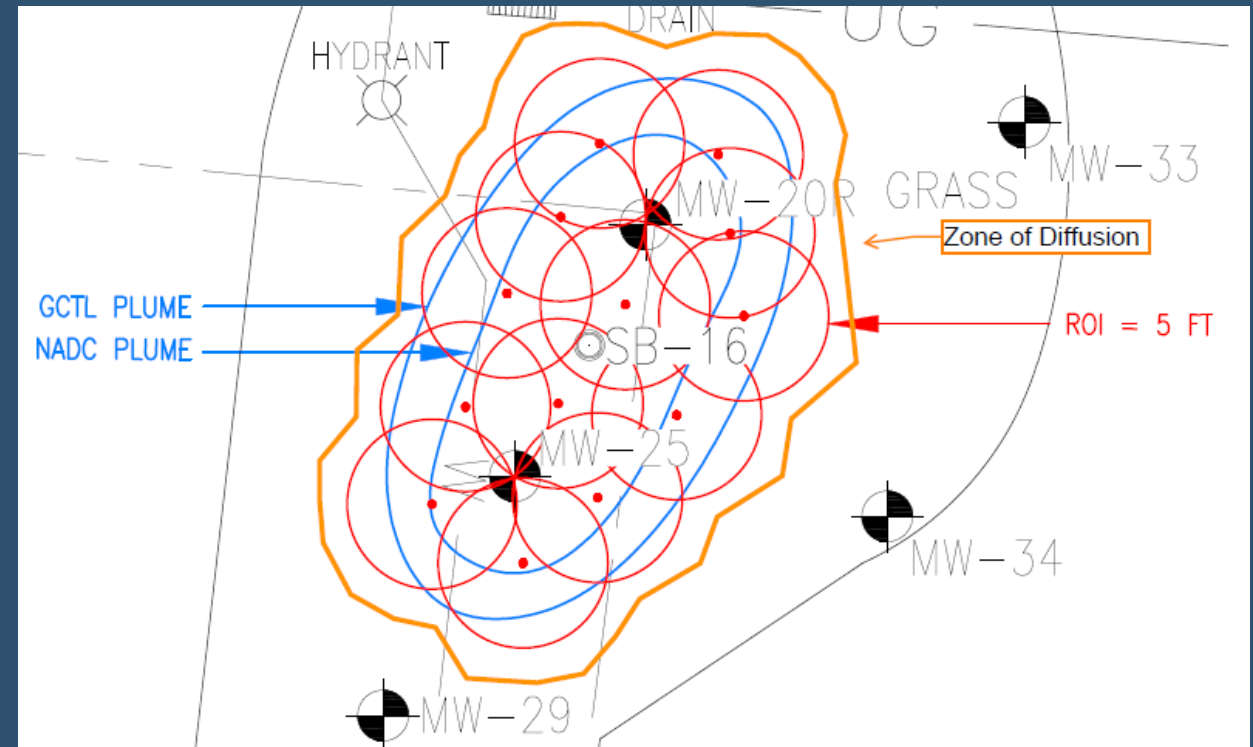 DRAIN
UG
HYDRANT
MW-33
MW-20R GRASS
Zone of Diffusion
GCTL PLUME
ROI = 5 FT
NADC PLUME
SB-16
MW-25
W
MW-34
MW-29